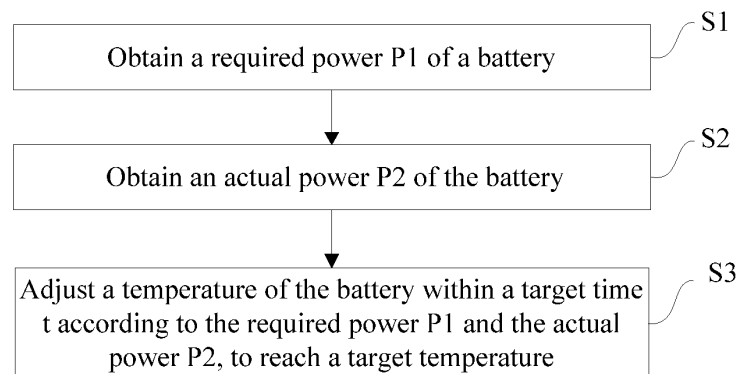 S1
Obtain a required power P1 of a battery
S2
Obtain an actual power P2 of the battery
S3
Adjust a temperature of the battery within a target time
t according to the required power P1 and the actual
power P2, to reach a target temperature